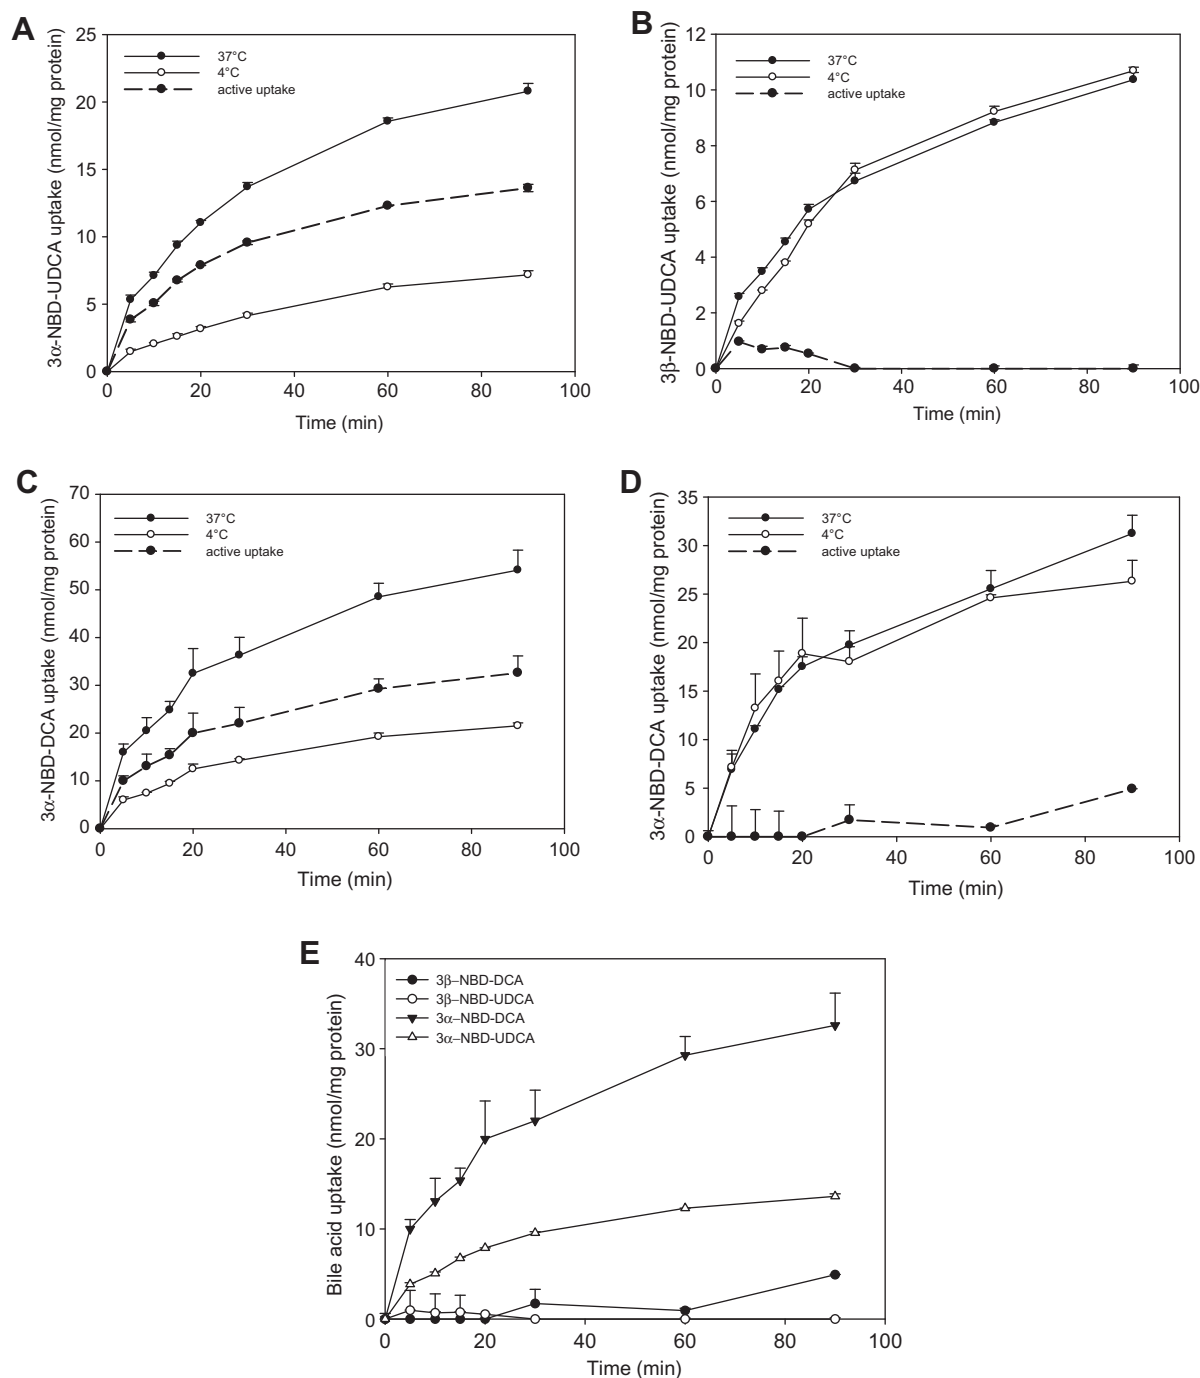 A
3α-NBD-UDCA uptake (nmol/mg protein)
25
20
15
10
5
0
37°C
4°C
active uptake
0 20 40 60 80 100
Time (min)
B
3β-NBD-UDCA uptake (nmol/mg protein)
12
10
8
6
4
2
0
37°C
4°C
active uptake
0 20 40 60 80 100
Time (min)
C
3α-NBD-DCA uptake (nmol/mg protein)
70
60
50
40
30
20
10
0
37°C
4°C
active uptake
0 20 40 60 80 100
Time (min)
D
3α-NBD-DCA uptake (nmol/mg protein)
35
30
25
20
15
10
5
0
37°C
4°C
active uptake
0 20 40 60 80 100
Time (min)
E
Bile acid uptake (nmol/mg protein)
40
30
20
10
0
3β–NBD-DCA
3β–NBD-UDCA
3α–NBD-DCA
3α–NBD-UDCA
0 20 40 60 80 100
Time (min)